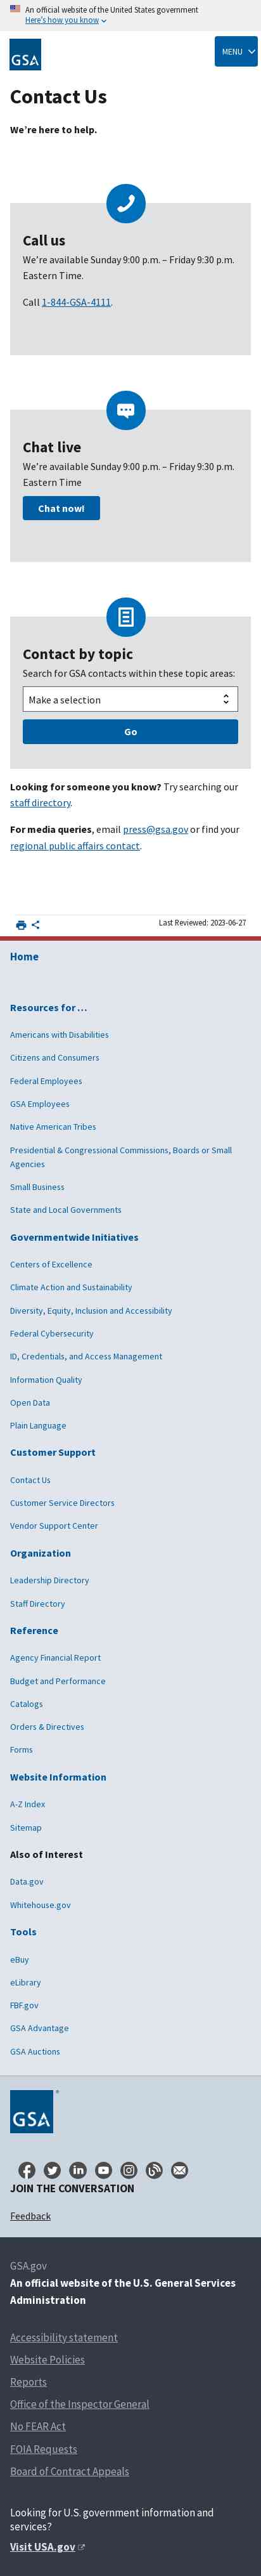 An official website of the United States government
Here's how you know
GSA
MENU
Contact Us
We're here to help.
Call us
We're available Sunday 9:00 p.m. – Friday 9:30 p.m.
Eastern Time.
Call 1-844-GSA-4111.
Chat live
We're available Sunday 9:00 p.m. – Friday 9:30 p.m.
Eastern Time
Chat now!
Contact by topic
Search for GSA contacts within these topic areas:
Make a selection
Go
Looking for someone you know? Try searching our
staff directory.
For media queries, email press@gsa.gov or find your
regional public affairs contact.
Last Reviewed: 2023-06-27
Home
Resources for …
Americans with Disabilities
Citizens and Consumers
Federal Employees
GSA Employees
Native American Tribes
Presidential & Congressional Commissions, Boards or Small
Agencies
Small Business
State and Local Governments
Governmentwide Initiatives
Centers of Excellence
Climate Action and Sustainability
Diversity, Equity, Inclusion and Accessibility
Federal Cybersecurity
ID, Credentials, and Access Management
Information Quality
Open Data
Plain Language
Customer Support
Contact Us
Customer Service Directors
Vendor Support Center
Organization
Leadership Directory
Staff Directory
Reference
Agency Financial Report
Budget and Performance
Catalogs
Orders & Directives
Forms
Website Information
A-Z Index
Sitemap
Also of Interest
Data.gov
Whitehouse.gov
Tools
eBuy
eLibrary
FBF.gov
GSA Advantage
GSA Auctions
GSA®
JOIN THE CONVERSATION
Feedback
GSA.gov
An official website of the U.S. General Services
Administration
Accessibility statement
Website Policies
Reports
Office of the Inspector General
No FEAR Act
FOIA Requests
Board of Contract Appeals
Looking for U.S. government information and
services?
Visit USA.gov